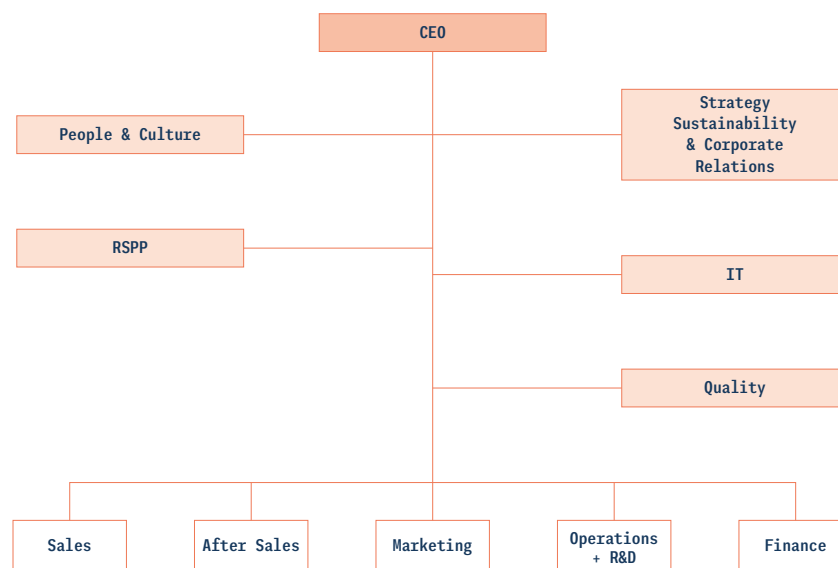 CEO
People & Culture
Strategy
Sustainability
& Corporate
Relations
RSPP
IT
Quality
Sales
After Sales
Marketing
Operations
+ R&D
Finance